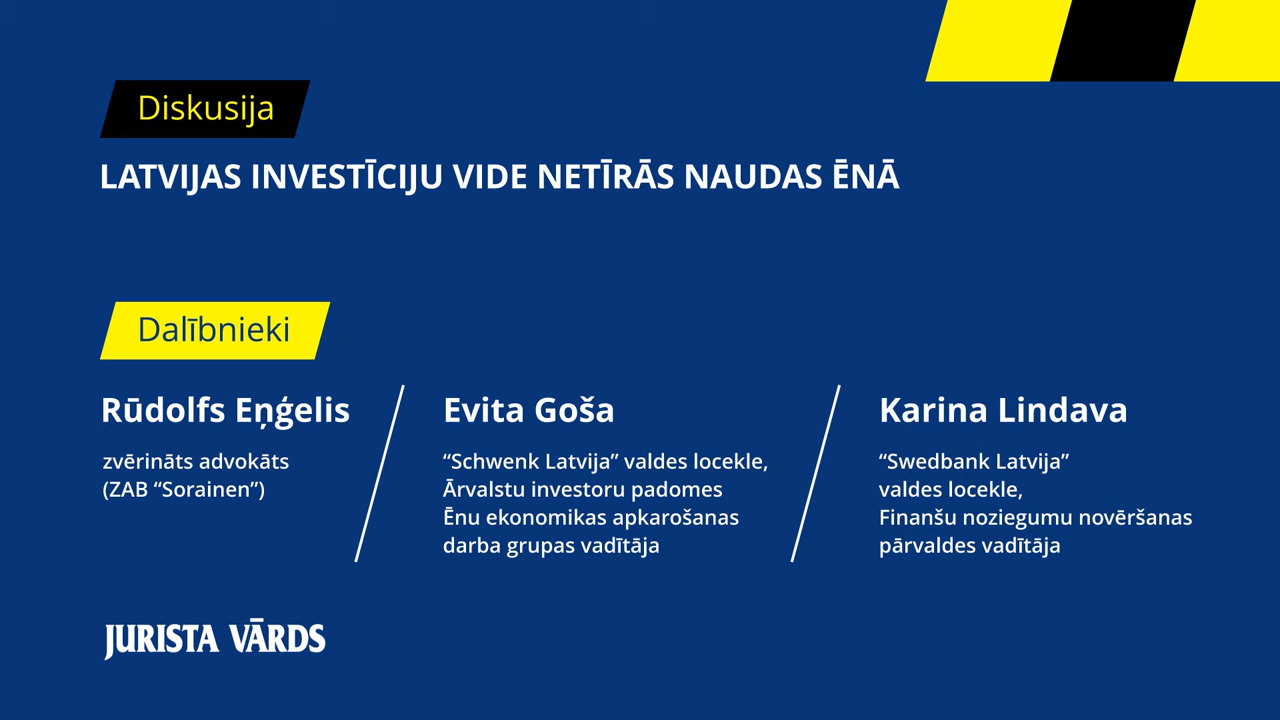 Diskusija
LATVIJAS INVESTĪCIJU VIDE NETĪRĀS NAUDAS ĒNĀ
Dalībnieki
Rūdolfs Eņģelis
zvērināts advokāts
(ZAB “Sorainen”)
Evita Goša
“Schwenk Latvija” valdes locekle,
Ārvalstu investoru padomes
Ēnu ekonomikas apkarošanas
darba grupas vadītāja
Karina Lindava
“Swedbank Latvija”
valdes locekle,
Finanšu noziegumu novēršanas
pārvaldes vadītāja
JURISTA VĀRDS